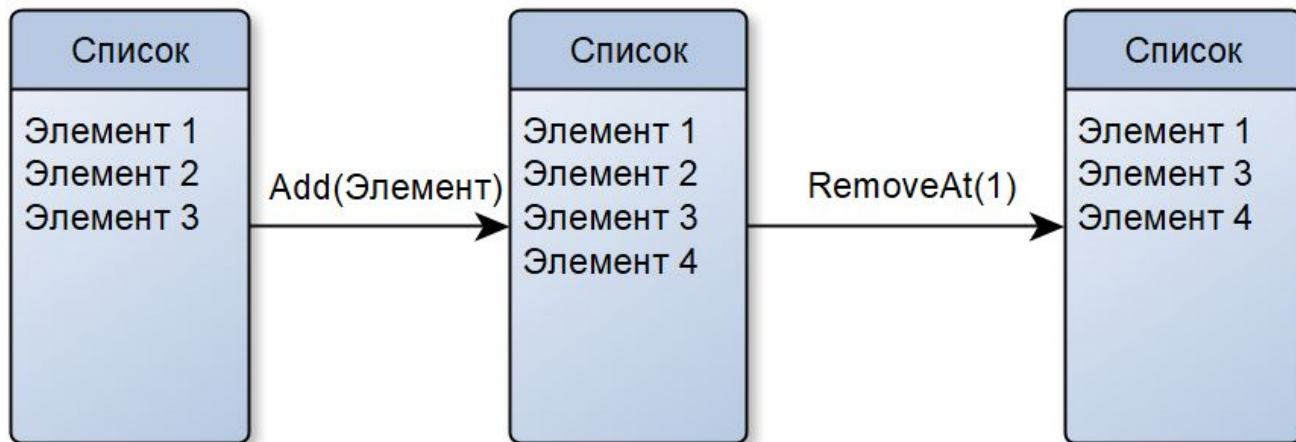 Список
Элемент 1
Элемент 2
Элемент 3
Add(Элемент)
Список
Элемент 1
Элемент 2
Элемент 3
Элемент 4
RemoveAt(1)
Список
Элемент 1
Элемент 3
Элемент 4